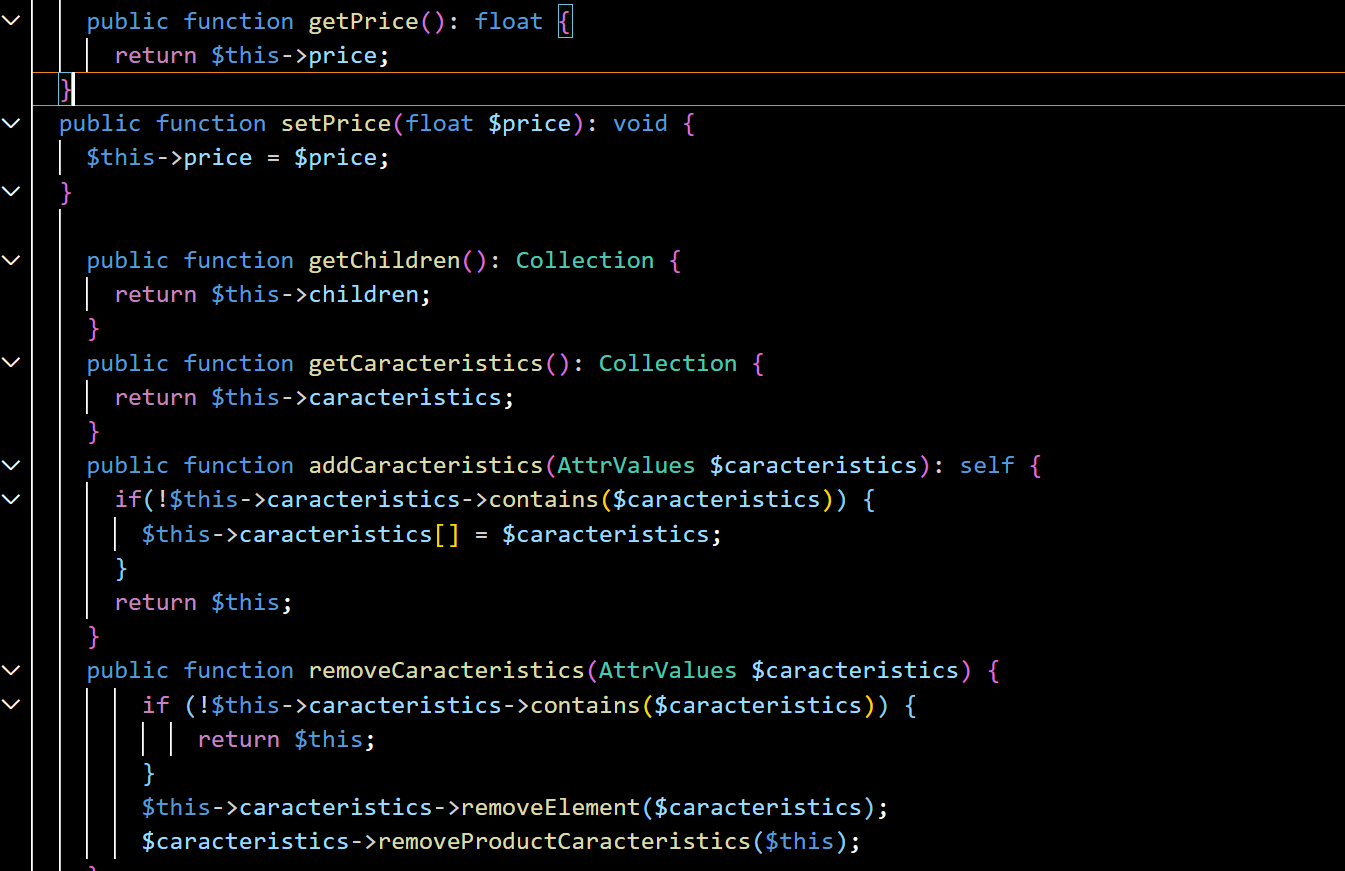 public function getPrice(): float {
return $this->price;
}
public function setPrice(float $price): void {
$this->price = $price;
}
public function getChildren(): Collection {
return $this->children;
}
public function getCaracteristics(): Collection {
return $this->caracteristics;
}
public function addCaracteristics(AttrValues $caracteristics): self {
if(!$this->caracteristics->contains($caracteristics)) {
$this->caracteristics[] = $caracteristics;
}
return $this;
}
public function removeCaracteristics(AttrValues $caracteristics) {
if (!$this->caracteristics->contains($caracteristics)) {
return $this;
}
$this->caracteristics->removeElement($caracteristics);
$caracteristics->removeProductCaracteristics($this);
}